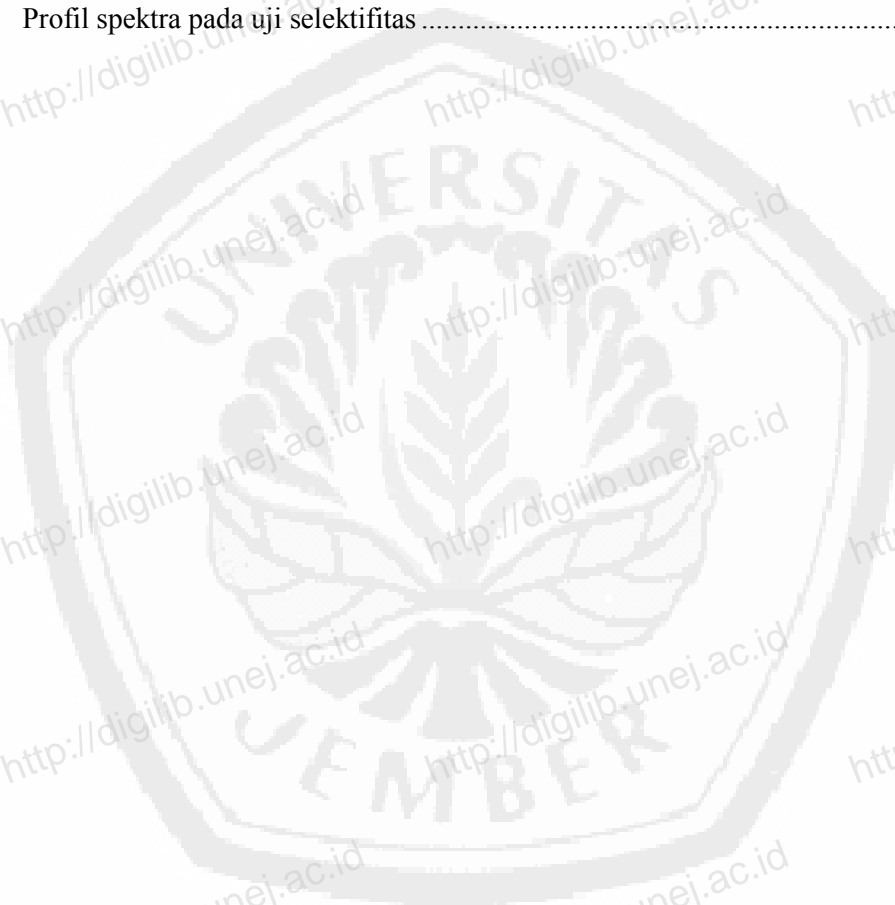 Profil spektra pada uji selektifitas ................................................................
http://digilib.unej.ac.id http://digilib.unej.ac.id
UNIVERSITAS
http://digilib.unej.ac.id http://digilib.unej.ac.id
http://digilib.unej.ac.id http://digilib.unej.ac.id
http://digilib.unej.ac.id http://digilib.unej.ac.id
JEMBER